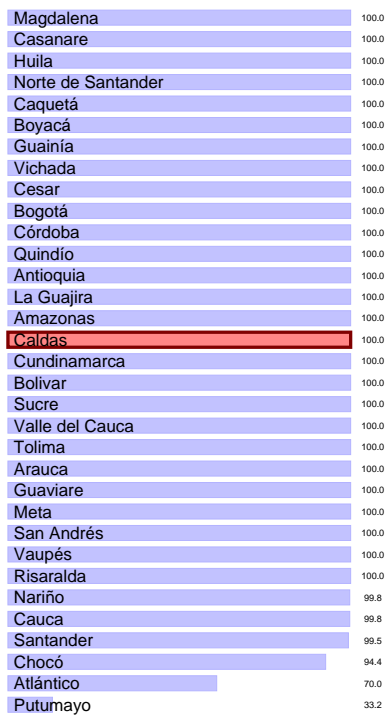 Magdalena 100.0
Casanare 100.0
Huila 100.0
Norte de Santander 100.0
Caquetá 100.0
Boyacá 100.0
Guainía 100.0
Vichada 100.0
Cesar 100.0
Bogotá 100.0
Córdoba 100.0
Quindío 100.0
Antioquia 100.0
La Guajira 100.0
Amazonas 100.0
Caldas 100.0
Cundinamarca 100.0
Bolivar 100.0
Sucre 100.0
Valle del Cauca 100.0
Tolima 100.0
Arauca 100.0
Guaviare 100.0
Meta 100.0
San Andrés 100.0
Vaupés 100.0
Risaralda 100.0
Nariño 99.8
Cauca 99.8
Santander 99.5
Chocó 94.4
Atlántico 70.0
Putumayo 33.2